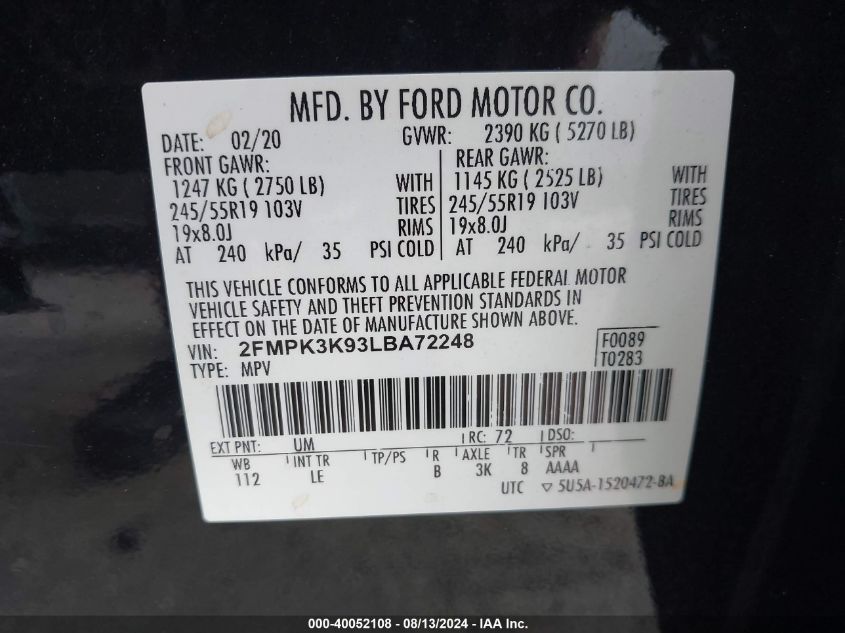 MFD. BY FORD MOTOR CO.
DATE: 02/20 GVWR: 2390 KG ( 5270 LB)
FRONT GAWR: REAR GAWR:
1247 KG ( 2750 LB) WITH 1145 KG ( 2525 LB) WITH
245/55R19 103V TIRES 245/55R19 103V TIRES
19x8.0J RIMS 19x8.0J RIMS
AT 240 kPa/ 35 PSI COLD AT 240 kPa/ 35 PSI COLD
THIS VEHICLE CONFORMS TO ALL APPLICABLE FEDERAL MOTOR
VEHICLE SAFETY AND THEFT PREVENTION STANDARDS IN
EFFECT ON THE DATE OF MANUFACTURE SHOWN ABOVE.
VIN: 2FMPK3K93LBA72248 F0089
TYPE: MPV T0283
EXT PNT: UM RC: 72 DSO:
WB INT TR TP/PS R AXLE TR SPR
112 LE B 3K 8 AAAA
UTC ▽ 5U5A-1520472-BA
000-40052108 - 08/13/2024 - IAA Inc.